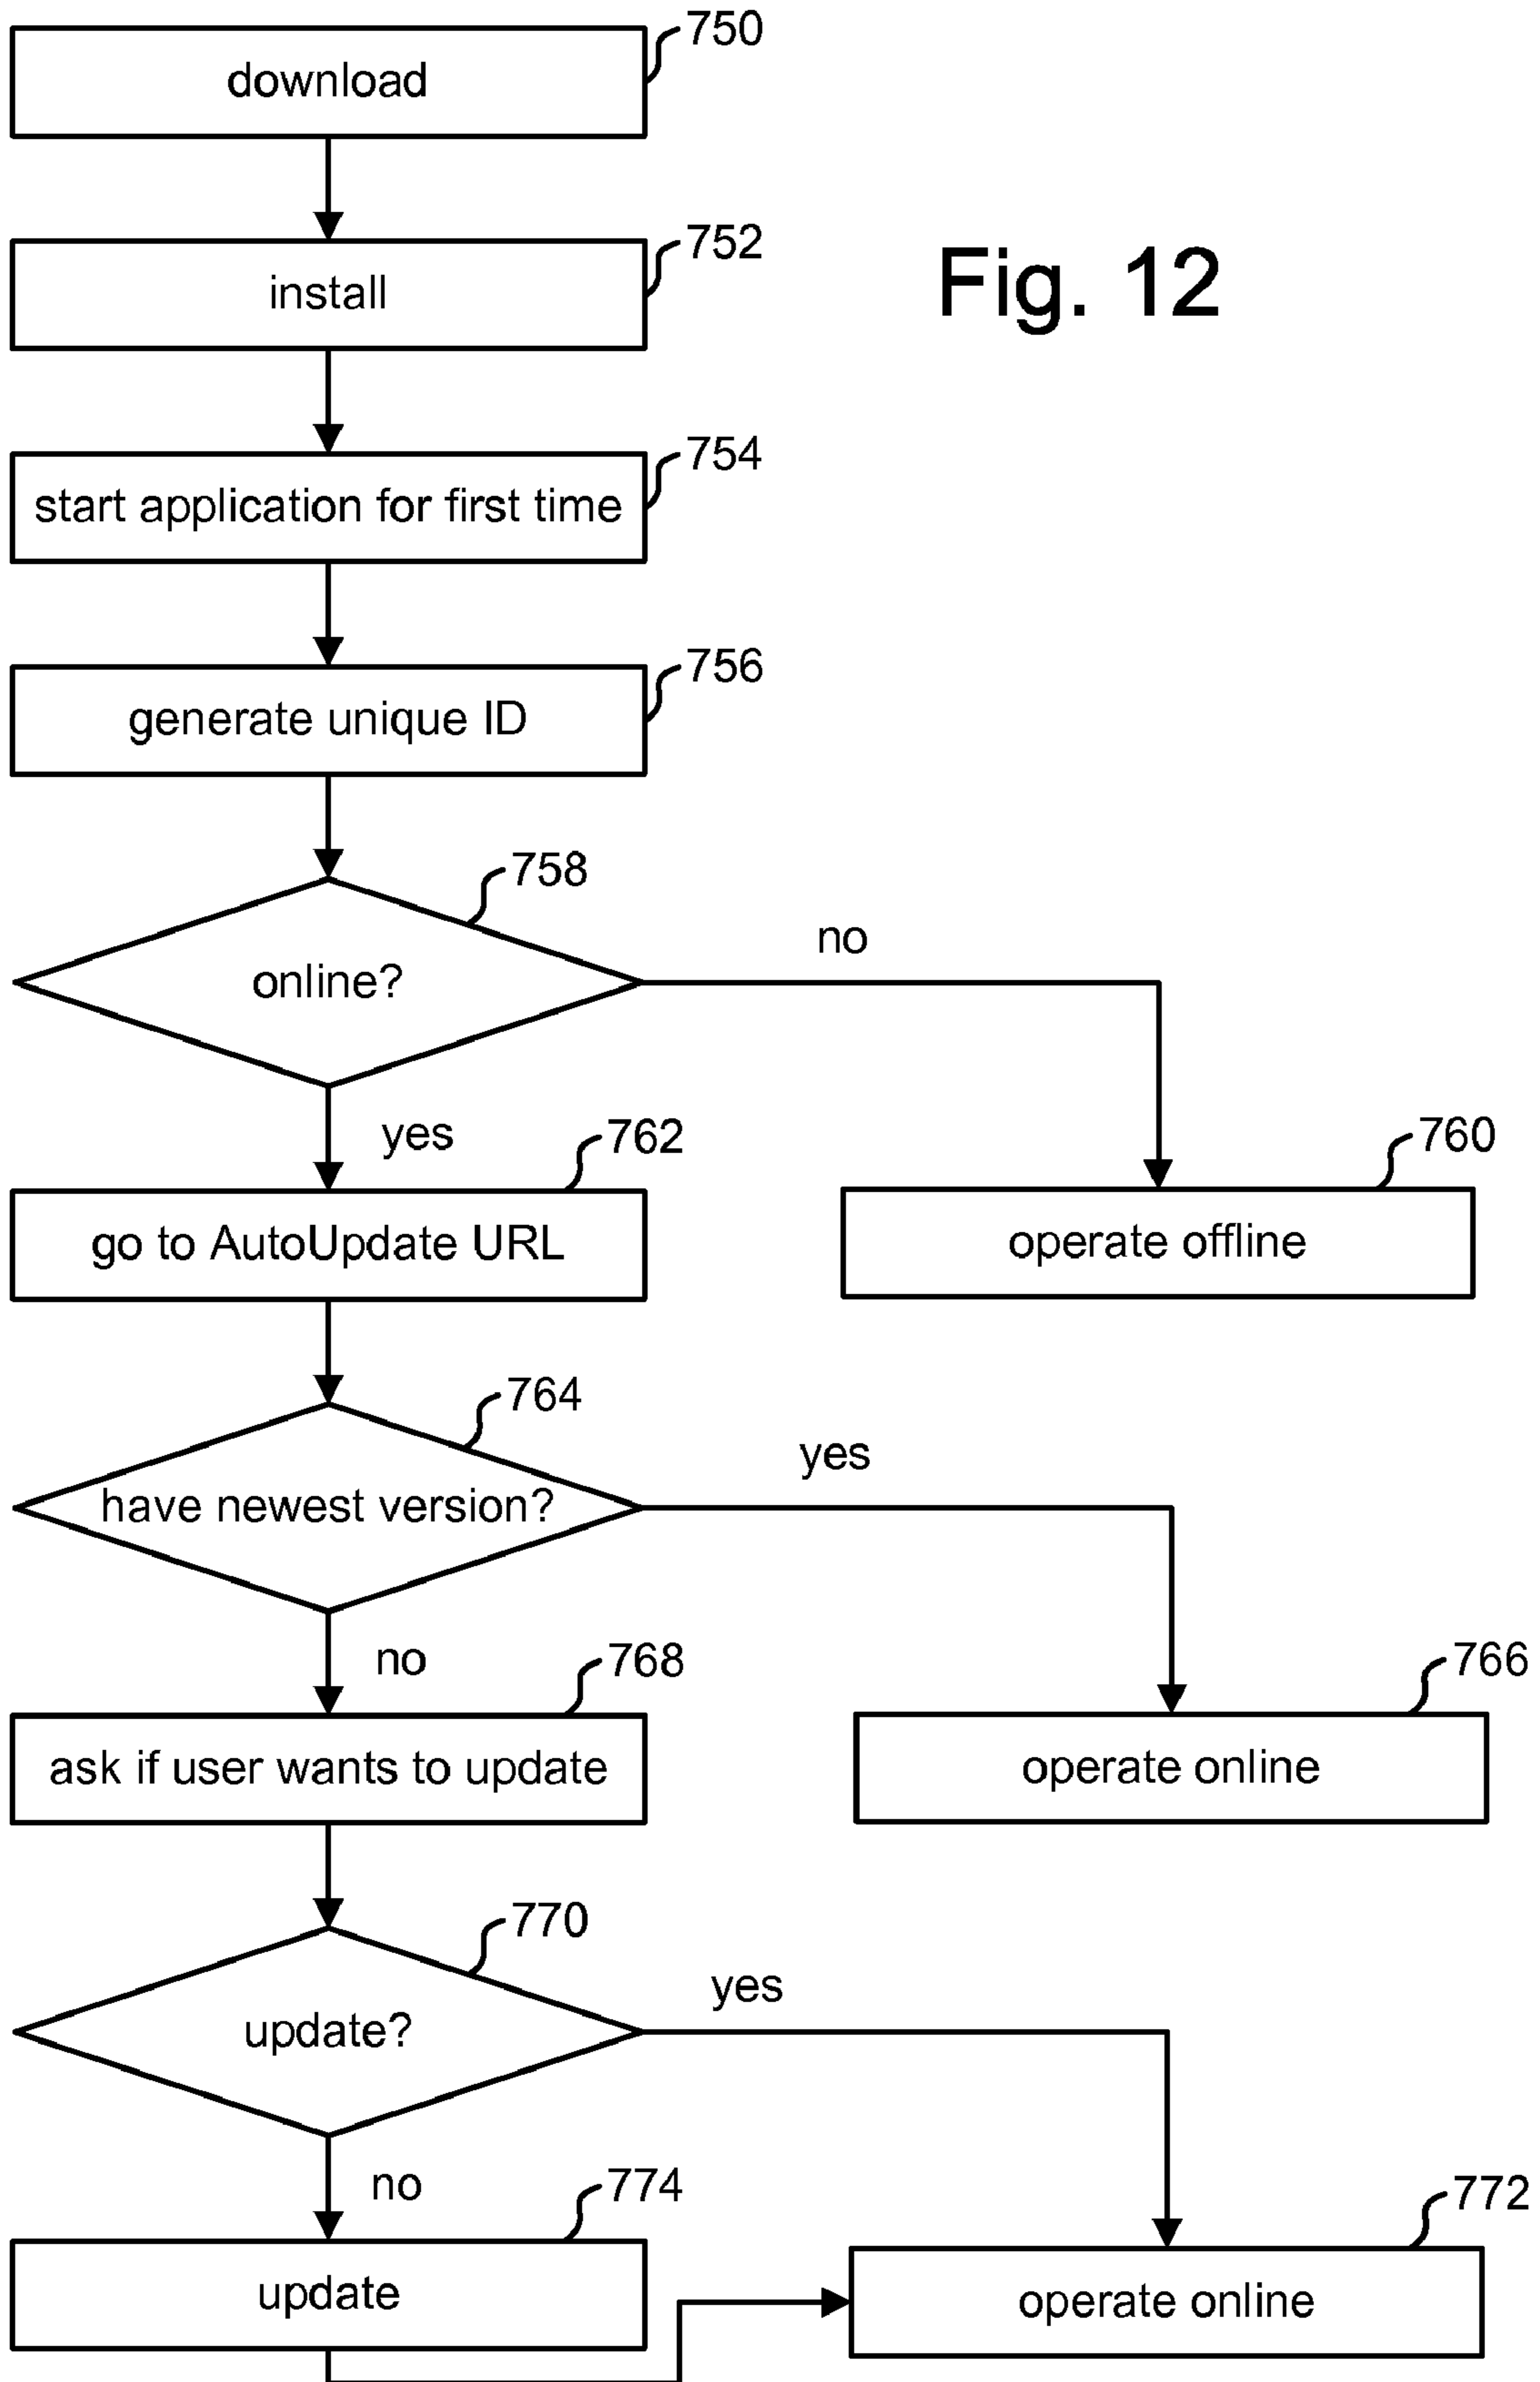 750
download
752
install
Fig. 12
754
start application for first time
756
generate unique ID
758
online?
no
yes
762
go to AutoUpdate URL
760
operate offline
764
have newest version?
yes
no
768
ask if user wants to update
766
operate online
770
update?
yes
no
774
update
772
operate online